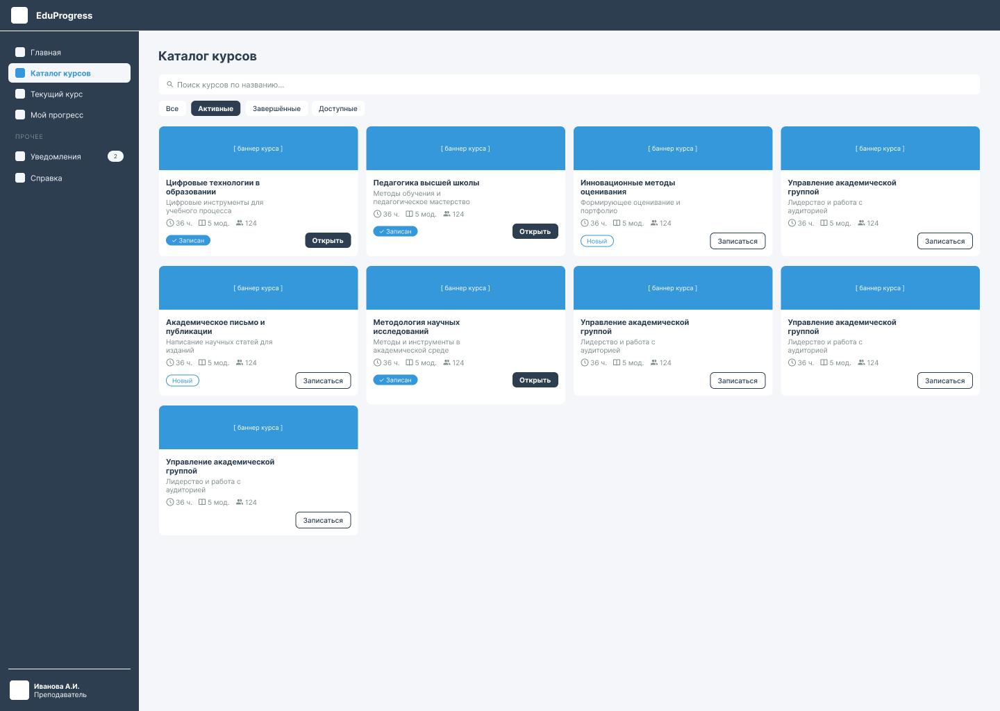 EduProgress
Главная
Каталог курсов
Текущий курс
Мой прогресс
ПРОЧЕЕ
Уведомления 2
Справка
Иванова А.И.
Преподаватель
Каталог курсов
Поиск курсов по названию...
Все Активные Завершённые Доступные
[ баннер курса ]
Цифровые технологии в
образовании
Цифровые инструменты для
учебного процесса
36 ч. 5 мод. 124
✓ Записан Открыть
[ баннер курса ]
Педагогика высшей школы
Методы обучения и
педагогическое мастерство
36 ч. 5 мод. 124
✓ Записан Открыть
[ баннер курса ]
Инновационные методы
оценивания
Формирующее оценивание и
портфолио
36 ч. 5 мод. 124
Новый Записаться
[ баннер курса ]
Управление академической
группой
Лидерство и работа с
аудиторией
36 ч. 5 мод. 124
Записаться
[ баннер курса ]
Академическое письмо и
публикации
Написание научных статей для
изданий
36 ч. 5 мод. 124
Новый Записаться
[ баннер курса ]
Методология научных
исследований
Методы и инструменты в
академической среде
36 ч. 5 мод. 124
✓ Записан Открыть
[ баннер курса ]
Управление академической
группой
Лидерство и работа с
аудиторией
36 ч. 5 мод. 124
Записаться
[ баннер курса ]
Управление академической
группой
Лидерство и работа с
аудиторией
36 ч. 5 мод. 124
Записаться
[ баннер курса ]
Управление академической
группой
Лидерство и работа с
аудиторией
36 ч. 5 мод. 124
Записаться